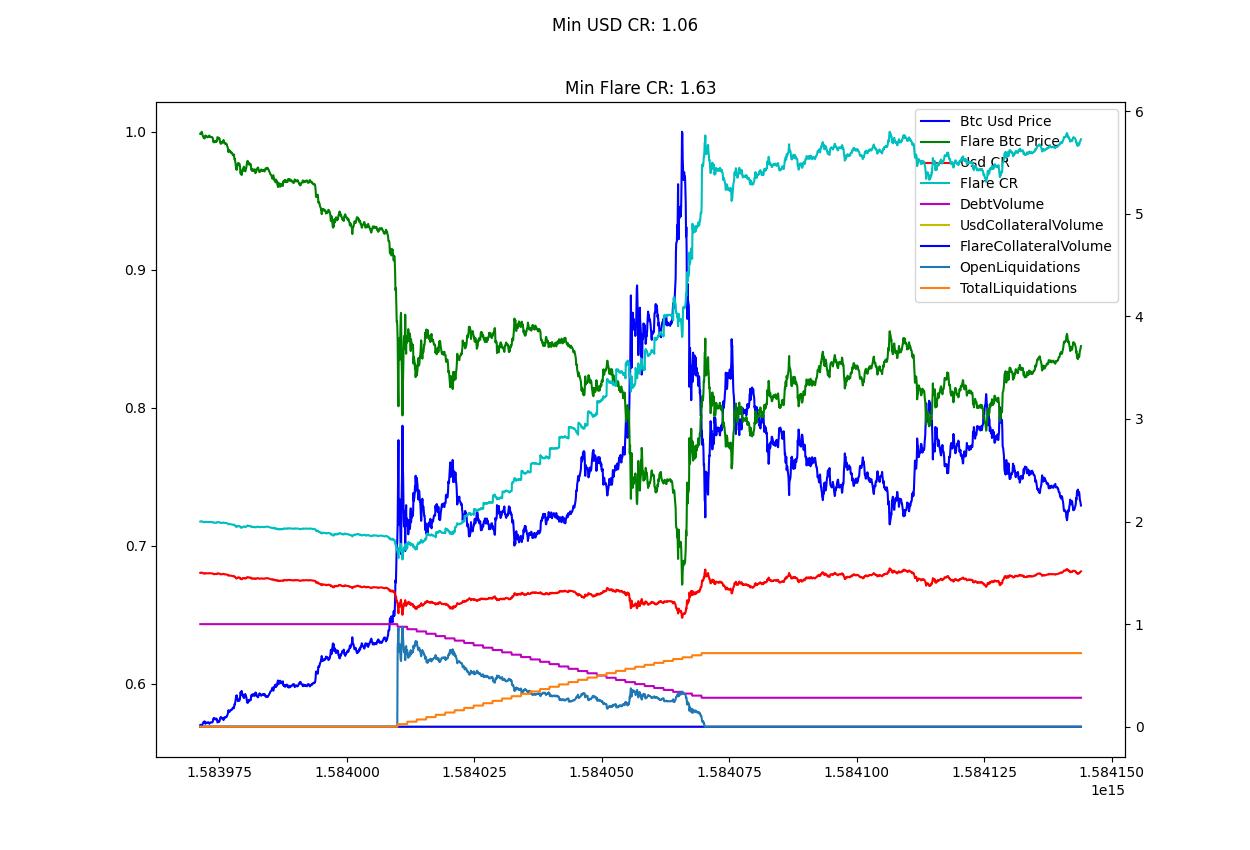 Min USD CR: 1.06
Min Flare CR: 1.63
Btc Usd Price
Flare Btc Price
Usd CR
Flare CR
DebtVolume
UsdCollateralVolume
FlareCollateralVolume
OpenLiquidations
TotalLiquidations
1.0
0.9
0.8
0.7
0.6
6
5
4
3
2
1
0
1.583975
1.584000
1.584025
1.584050
1.584075
1.584100
1.584125
1.584150
1e15